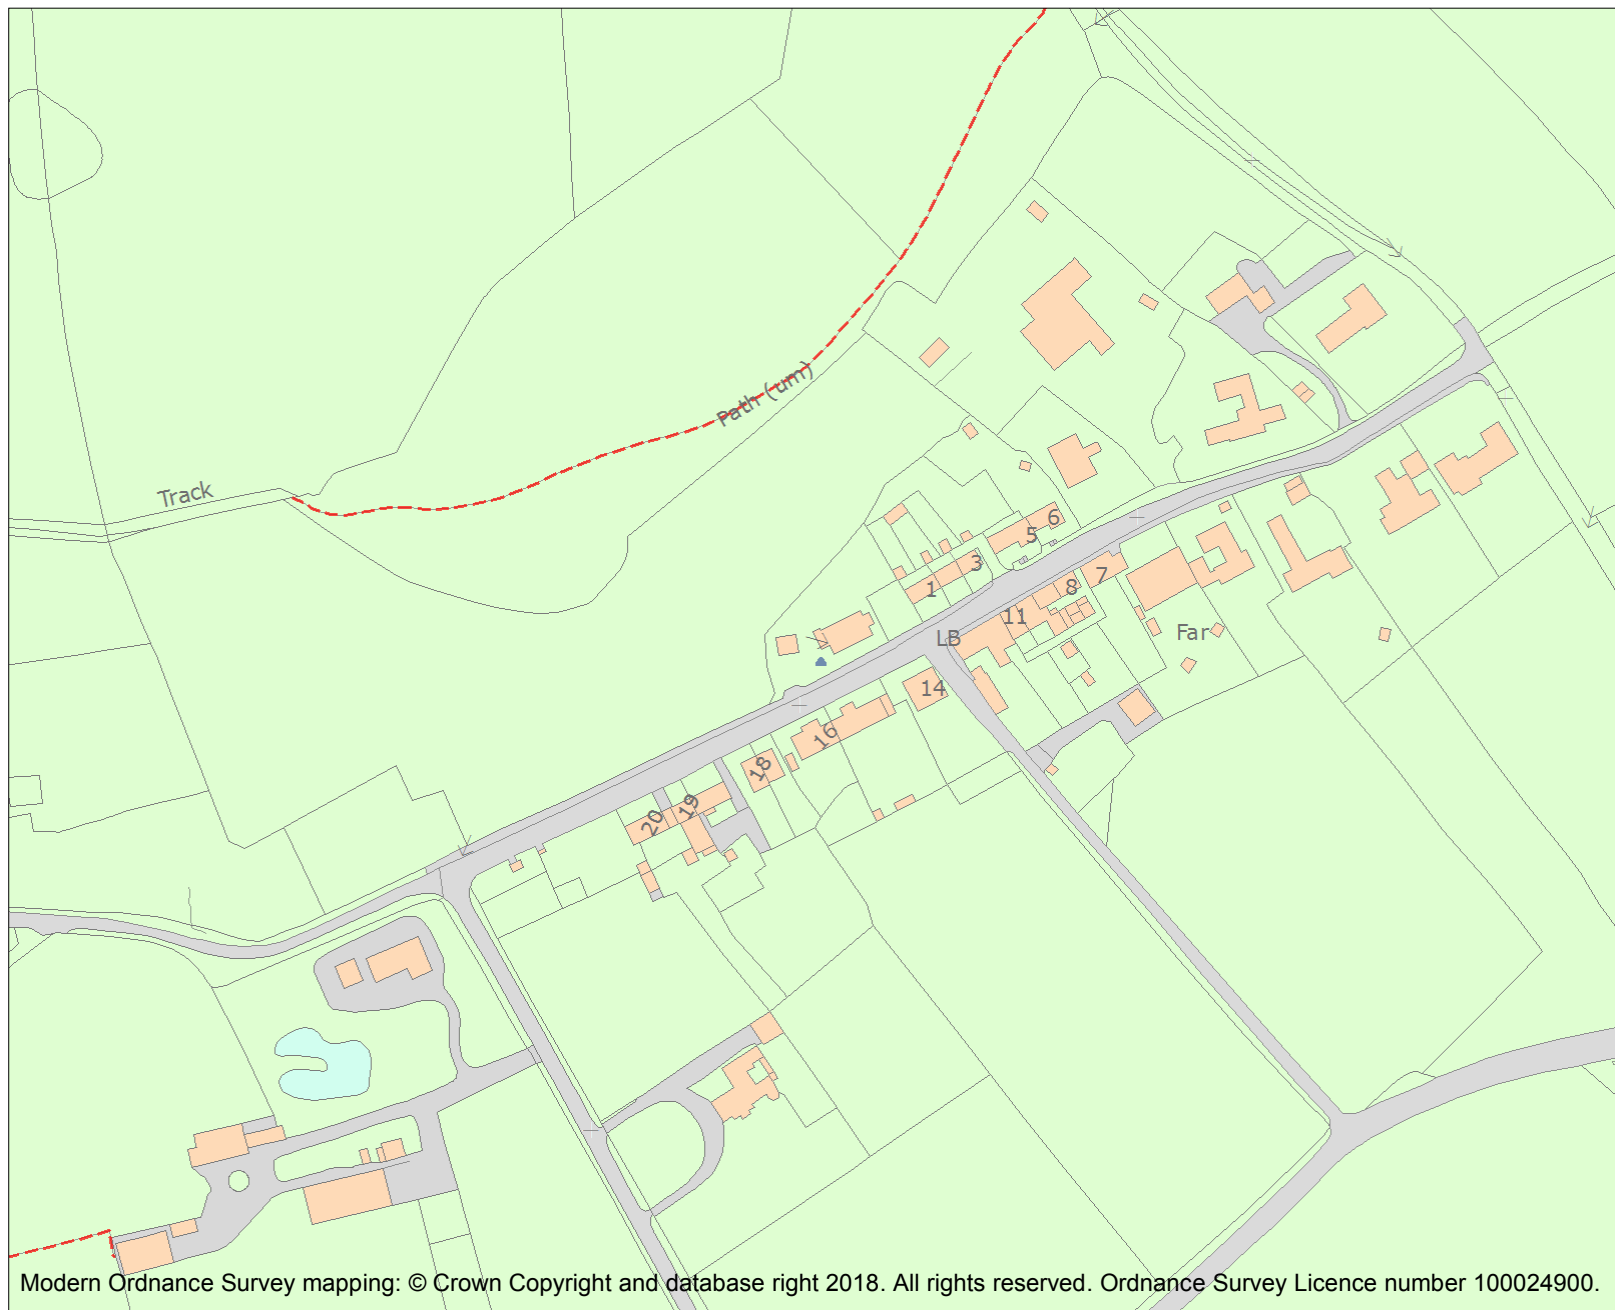 Track
Path (um)
6
5
3
1
7
8
11
LB
Far
14
16
18
19
20
Modern Ordnance Survey mapping: © Crown Copyright and database right 2018. All rights reserved. Ordnance Survey Licence number 100024900.